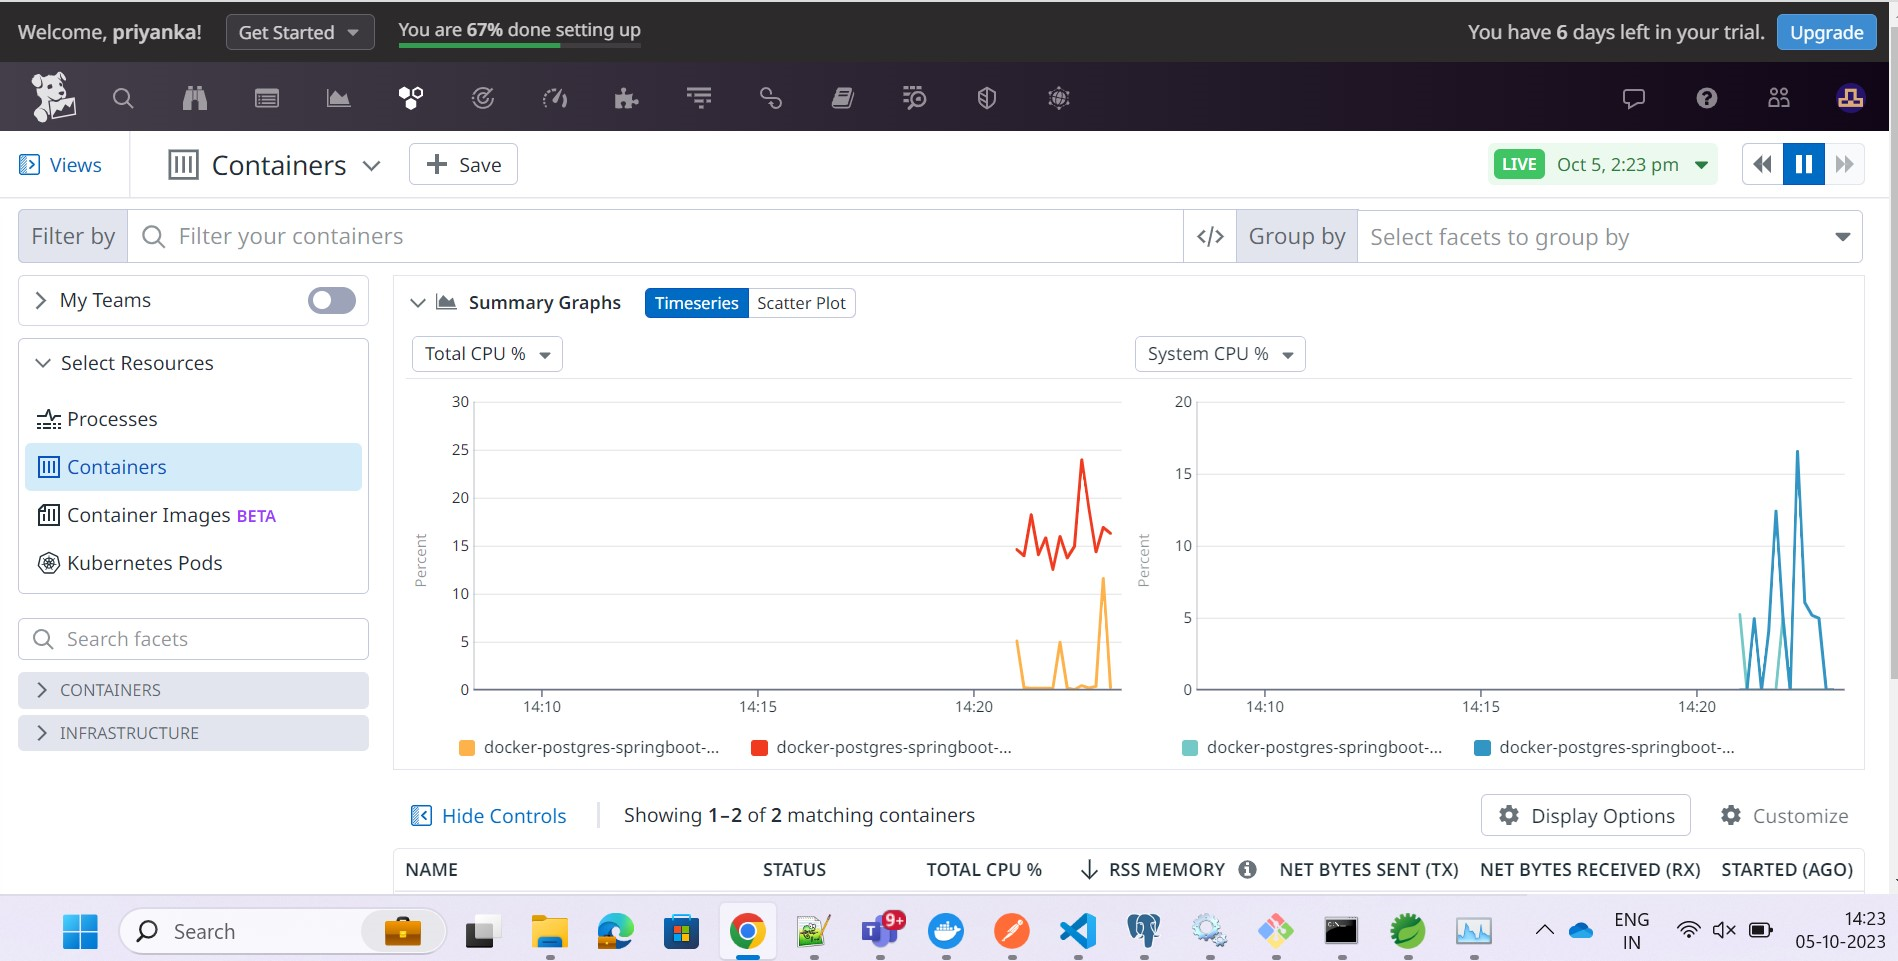 Welcome, priyanka! Get Started You are 67% done setting up You have 6 days left in your trial. Upgrade
Views Containers Save LIVE Oct 5, 2:23 pm
Filter by Filter your containers </> Group by Select facets to group by
My Teams
Select Resources
Processes
Containers
Container Images BETA
Kubernetes Pods
Search facets
CONTAINERS
INFRASTRUCTURE
Summary Graphs Timeseries Scatter Plot
Total CPU %
Percent
30
25
20
15
10
5
0
14:10 14:15 14:20
docker-postgres-springboot-... docker-postgres-springboot-...
System CPU %
Percent
20
15
10
5
0
14:10 14:15 14:20
docker-postgres-springboot-... docker-postgres-springboot-...
Hide Controls Showing 1–2 of 2 matching containers Display Options Customize
NAME STATUS TOTAL CPU % RSS MEMORY NET BYTES SENT (TX) NET BYTES RECEIVED (RX) STARTED (AGO)
Search 9+ ENG 14:23
IN 05-10-2023